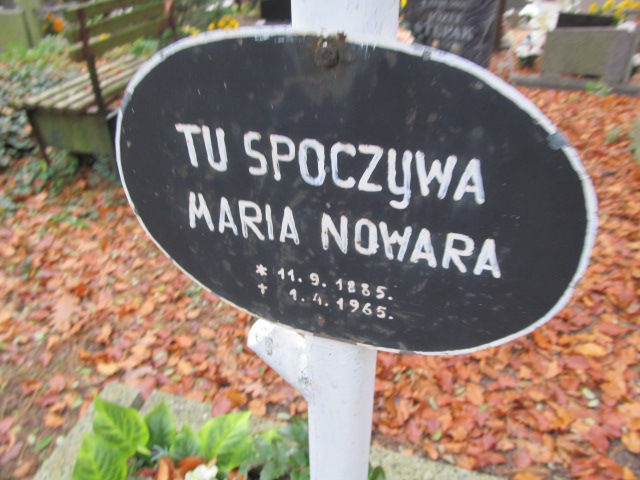 TU SPOCZYWA
MARIA NOWARA
* 11. 9. 1885.
† 1. 4. 1965.